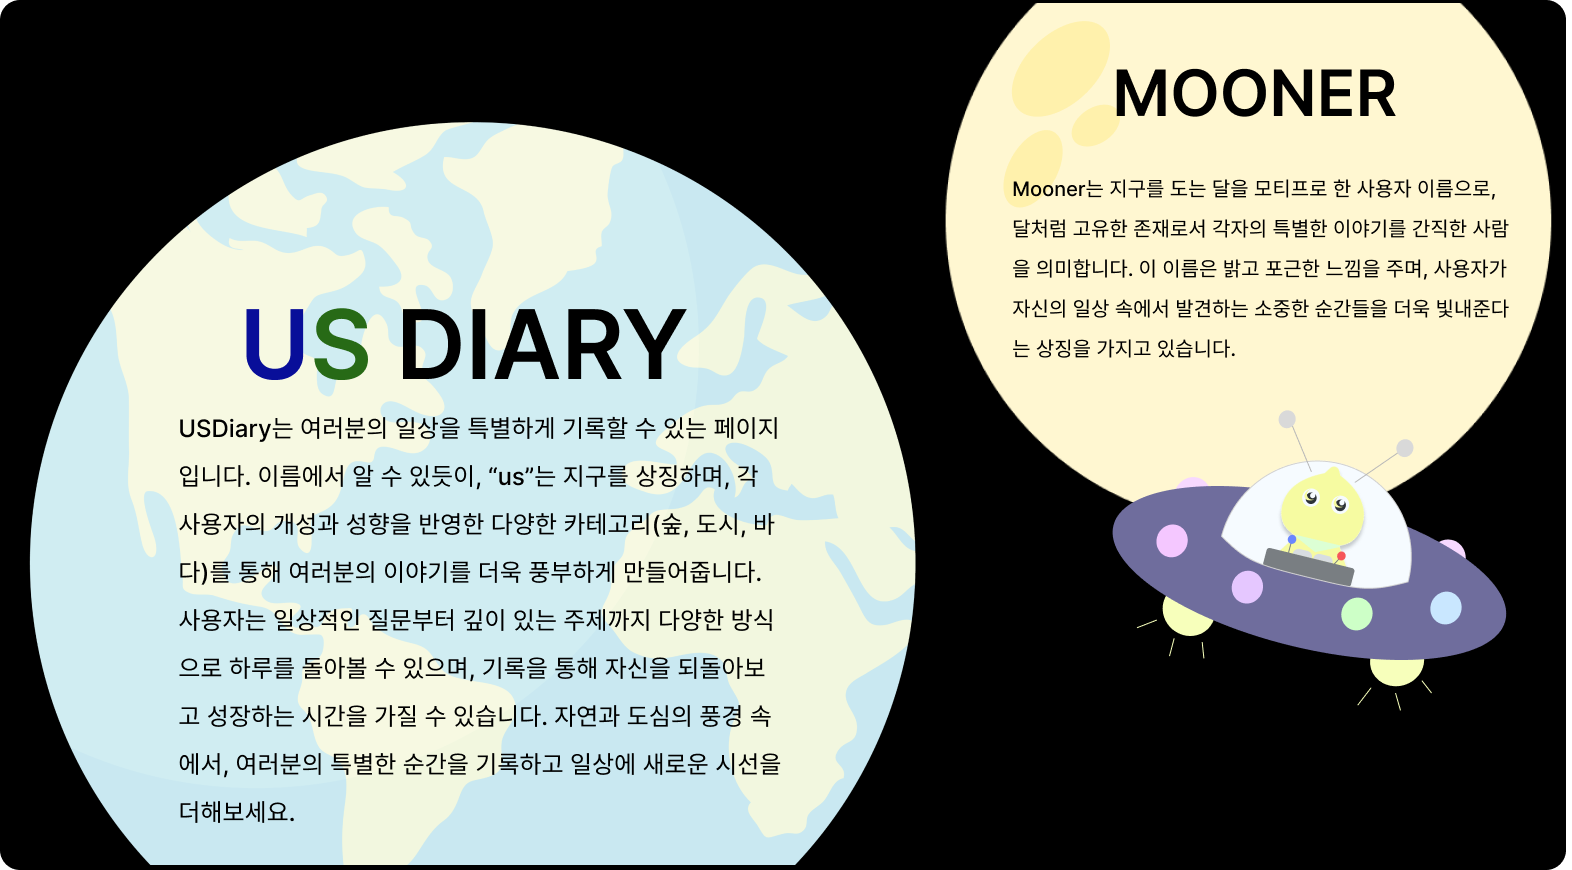 US DIARY
USDiary는 여러분의 일상을 특별하게 기록할 수 있는 페이지
입니다. 이름에서 알 수 있듯이, “us”는 지구를 상징하며, 각
사용자의 개성과 성향을 반영한 다양한 카테고리(숲, 도시, 바
다)를 통해 여러분의 이야기를 더욱 풍부하게 만들어줍니다.
사용자는 일상적인 질문부터 깊이 있는 주제까지 다양한 방식
으로 하루를 돌아볼 수 있으며, 기록을 통해 자신을 되돌아보
고 성장하는 시간을 가질 수 있습니다. 자연과 도심의 풍경 속
에서, 여러분의 특별한 순간을 기록하고 일상에 새로운 시선을
더해보세요.
MOONER
Mooner는 지구를 도는 달을 모티프로 한 사용자 이름으로,
달처럼 고유한 존재로서 각자의 특별한 이야기를 간직한 사람
을 의미합니다. 이 이름은 밝고 포근한 느낌을 주며, 사용자가
자신의 일상 속에서 발견하는 소중한 순간들을 더욱 빛내준다
는 상징을 가지고 있습니다.